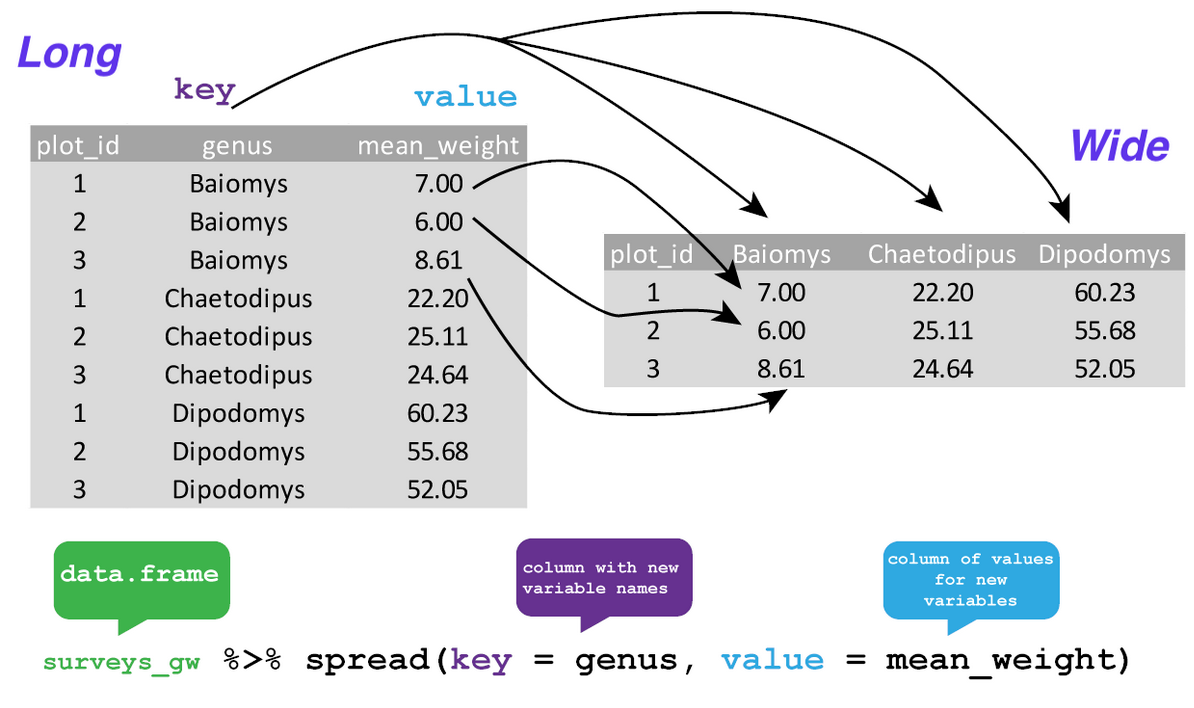 Long
key value
plot_id genus mean_weight
1 Baiomys 7.00
2 Baiomys 6.00
3 Baiomys 8.61
1 Chaetodipus 22.20
2 Chaetodipus 25.11
3 Chaetodipus 24.64
1 Dipodomys 60.23
2 Dipodomys 55.68
3 Dipodomys 52.05
Wide
plot_id Baiomys Chaetodipus Dipodomys
1 7.00 22.20 60.23
2 6.00 25.11 55.68
3 8.61 24.64 52.05
data.frame
column with new
variable names
column of values
for new
variables
surveys_gw %>% spread(key = genus, value = mean_weight)